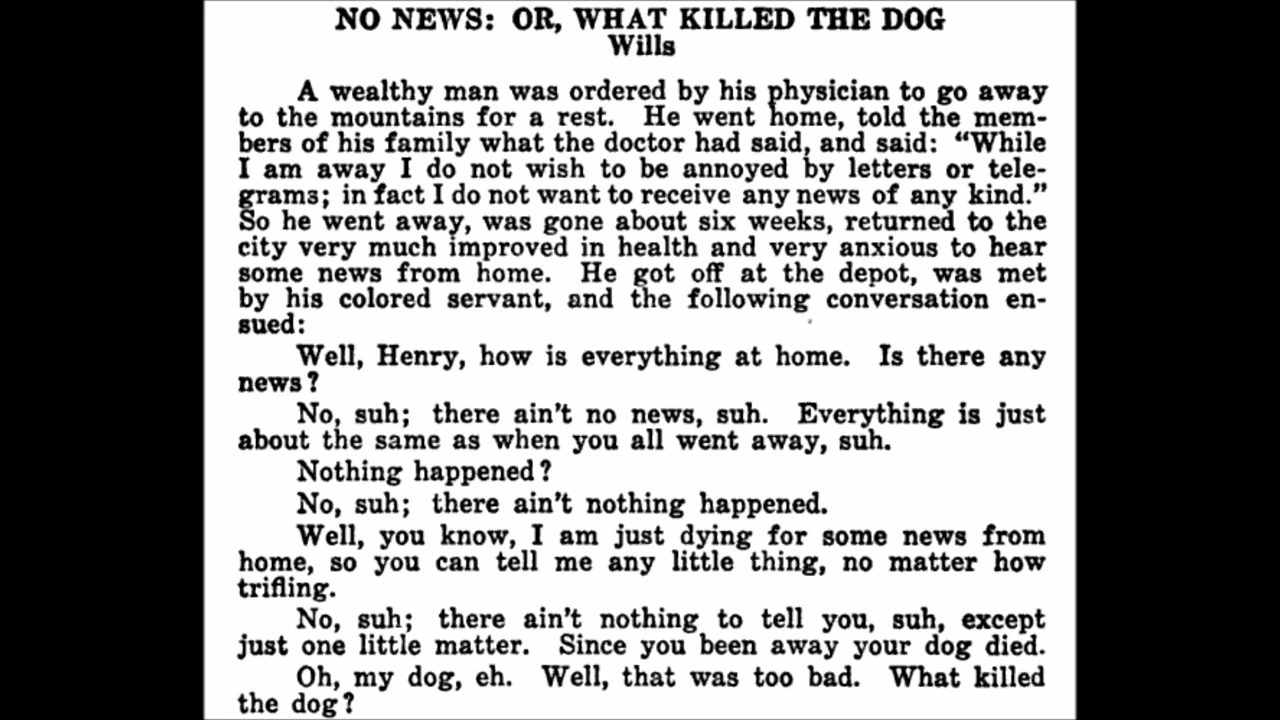 NO NEWS: OR, WHAT KILLED THE DOG
Wills
A wealthy man was ordered by his physician to go away
to the mountains for a rest. He went home, told the mem-
bers of his family what the doctor had said, and said: "While
I am away I do not wish to be annoyed by letters or tele-
grams; in fact I do not want to receive any news of any kind."
So he went away, was gone about six weeks, returned to the
city very much improved in health and very anxious to hear
some news from home. He got off at the depot, was met
by his colored servant, and the following conversation en-
sued:
Well, Henry, how is everything at home. Is there any
news?
No, suh; there ain't no news, suh. Everything is just
about the same as when you all went away, suh.
Nothing happened?
No, suh; there ain't nothing happened.
Well, you know, I am just dying for some news from
home, so you can tell me any little thing, no matter how
trifling.
No, suh; there ain't nothing to tell you, suh, except
just one little matter. Since you been away your dog died.
Oh, my dog, eh. Well, that was too bad. What killed
the dog?